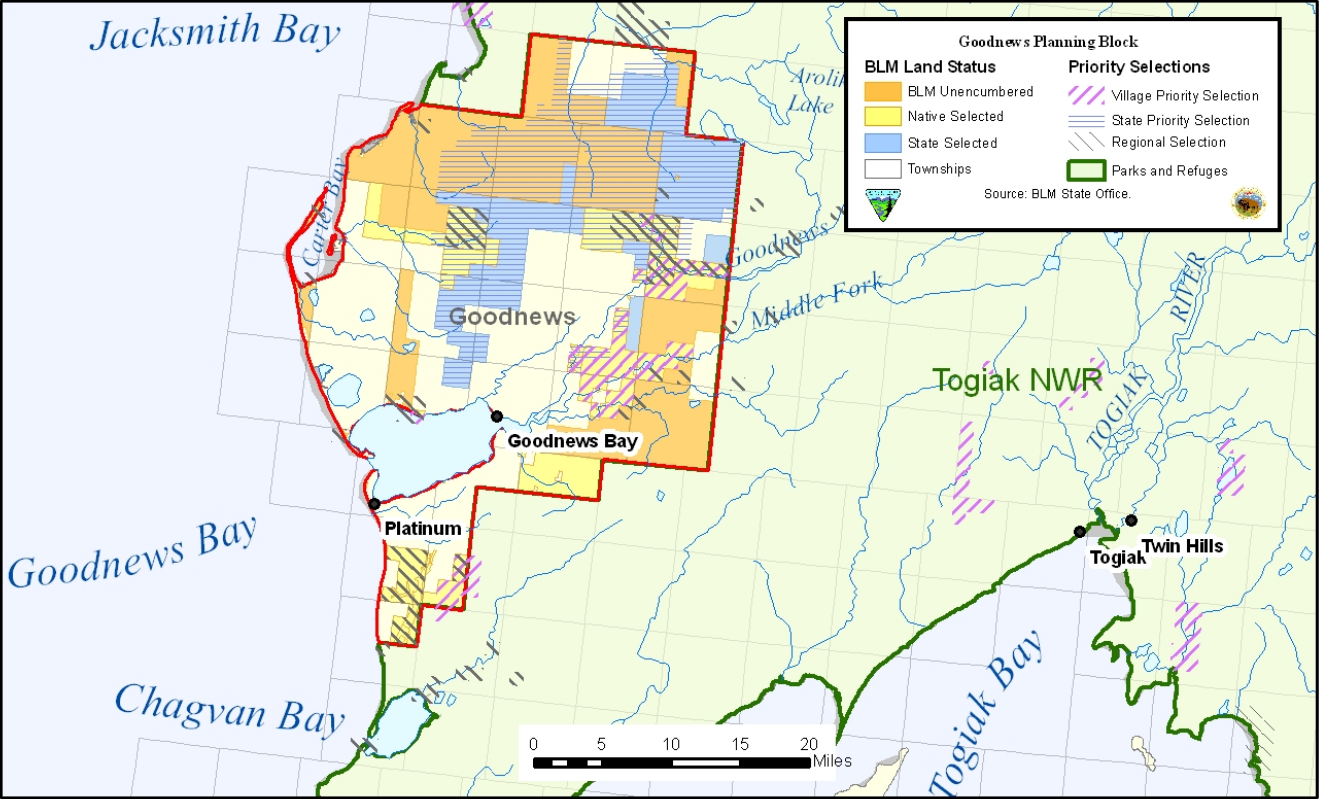 Jacksmith Bay
Goodnews Planning Block
BLM Land Status
BLM Unencumbered
Native Selected
State Selected
Townships
Priority Selections
Village Priority Selection
State Priority Selection
Regional Selection
Parks and Refuges
Source: BLM State Office.
Lake
Carter Bay
Goodnews
Middle Fork
RIVER
TOGIAK
Goodnews
Togiak NWR
Goodnews Bay
Platinum
Goodnews Bay
Togiak
Twin Hills
Chagvan Bay
Togiak Bay
0 5 10 15 20
Miles